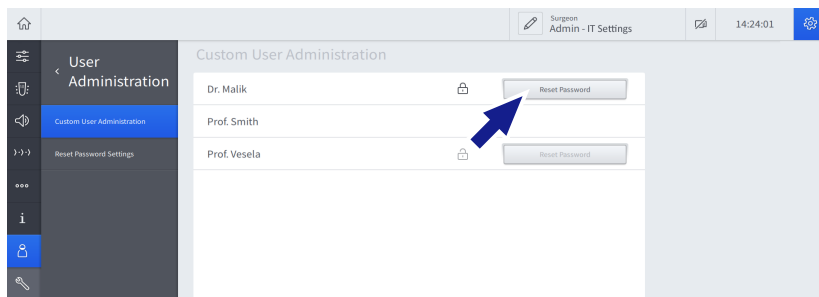 Surgeon
Admin - IT Settings
14:24:01
‹ User
Administration
Custom User Administration
Reset Password Settings
i
Custom User Administration
Dr. Malik
Reset Password
Prof. Smith
Prof. Vesela
Reset Password